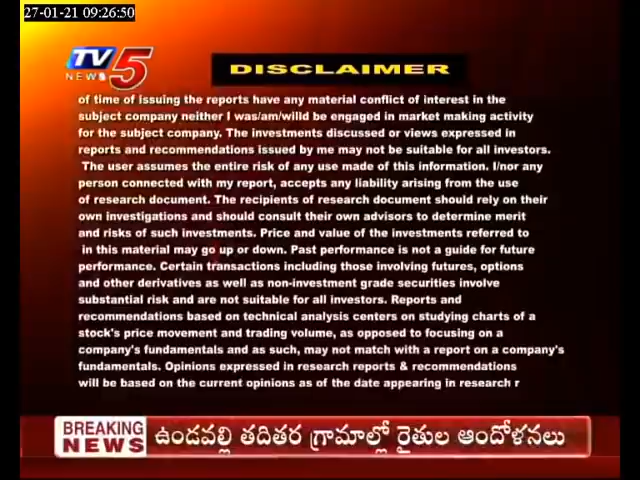 27-01-21 09:26:50
TV5
NEWS
DISCLAIMER
of time of issuing the reports have any material conflict of interest in the
subject company neither I was/am/willd be engaged in market making activity
for the subject company. The investments discussed or views expressed in
reports and recommendations issued by me may not be suitable for all investors.
The user assumes the entire risk of any use made of this information. I/nor any
person connected with my report, accepts any liability arising from the use
of research document. The recipients of research document should rely on their
own investigations and should consult their own advisors to determine merit
and risks of such investments. Price and value of the investments referred to
in this material may go up or down. Past performance is not a guide for future
performance. Certain transactions including those involving futures, options
and other derivatives as well as non-investment grade securities involve
substantial risk and are not suitable for all investors. Reports and
recommendations based on technical analysis centers on studying charts of a
stock's price movement and trading volume, as opposed to focusing on a
company's fundamentals and as such, may not match with a report on a company's
fundamentals. Opinions expressed in research reports & recommendations
will be based on the current opinions as of the date appearing in research r
BREAKING
NEWS
ఉండవల్లి తదితర గ్రామాల్లో రైతుల ఆందోళనలు